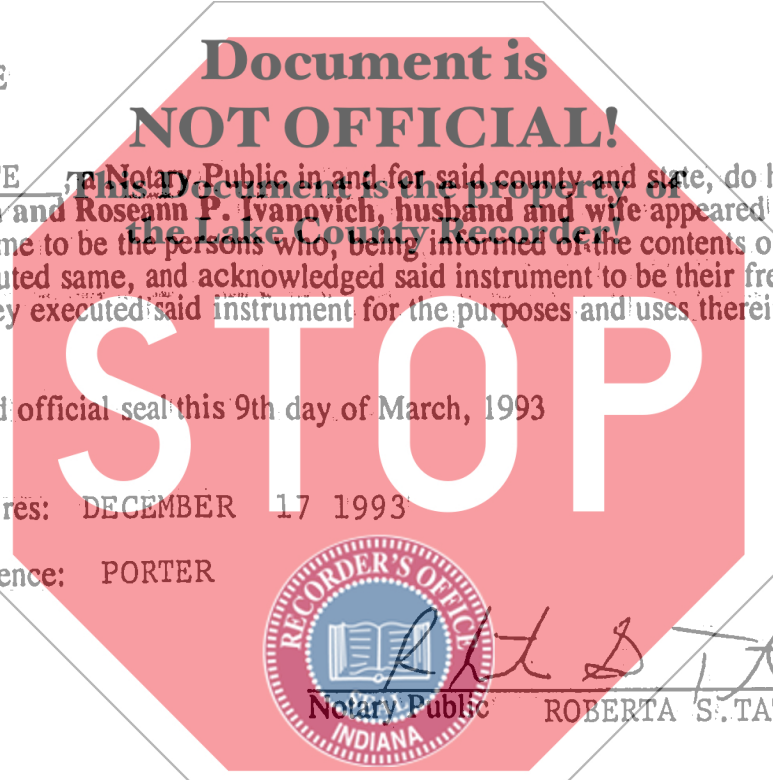 E
Document is
NOT OFFICIAL!
This Document is the property of
the Lake County Recorder!
TE, a Notary Public in and for said county and state, do h
and Roseann P. Ivanovich, husband and wife appeared
me to be the persons who, being informed of the contents o
uted same, and acknowledged said instrument to be their fre
ey executed said instrument for the purposes and uses therei
STOP
d official seal this 9th day of March, 1993
res: DECEMBER 17 1993
ence: PORTER
RECORDER'S OFFICE
SEAL
INDIANA
Notary Public ROBERTA S. TA